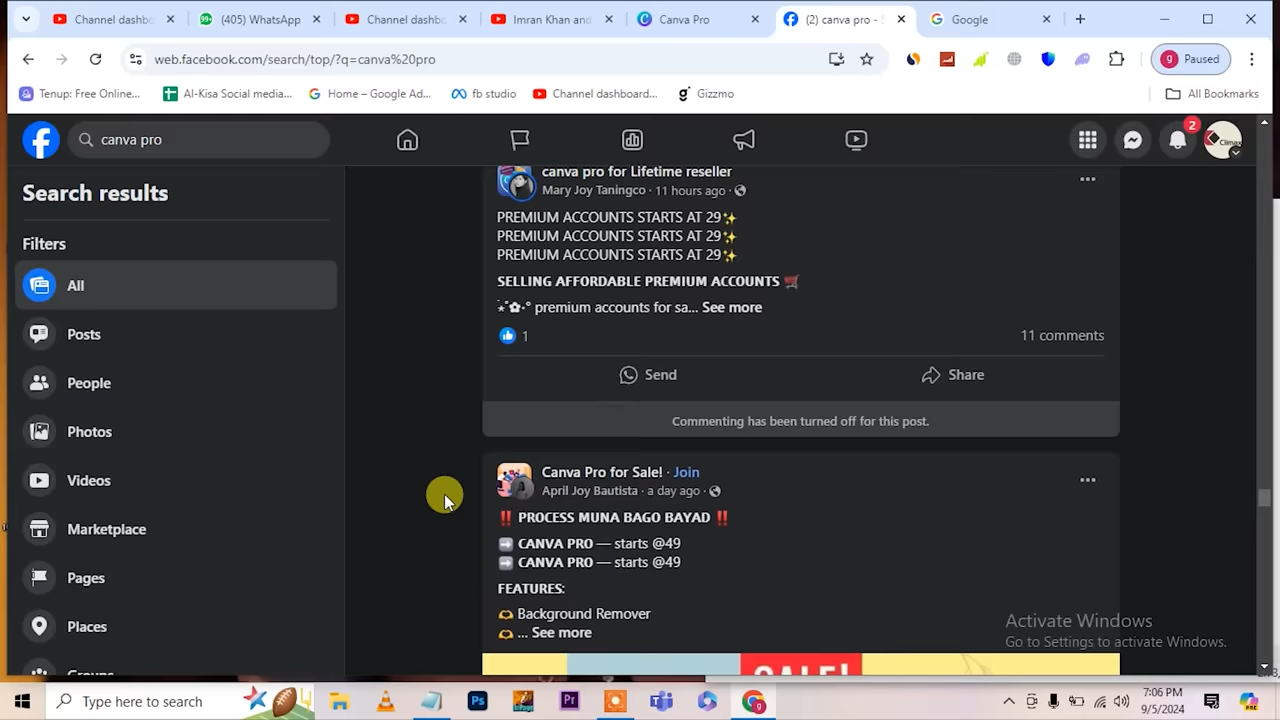 Channel dashbo
(405) WhatsApp
Channel dashbo
Imran Khan and
Canva Pro
(2) canva pro - S
Google
web.facebook.com/search/top/?q=canva%20pro
g Paused
Tenup: Free Online...
Al-Kisa Social media...
Home – Google Ad...
fb studio
Channel dashboard...
Gizzmo
All Bookmarks
canva pro
2
Climax
Search results
Filters
All
Posts
People
Photos
Videos
Marketplace
Pages
Places
Groups
canva pro for Lifetime reseller
Mary Joy Taningco · 11 hours ago ·
PREMIUM ACCOUNTS STARTS AT 29✨
PREMIUM ACCOUNTS STARTS AT 29✨
PREMIUM ACCOUNTS STARTS AT 29✨
SELLING AFFORDABLE PREMIUM ACCOUNTS 🛒
premium accounts for sa... See more
1
11 comments
Send
Share
Commenting has been turned off for this post.
Canva Pro for Sale! · Join
April Joy Bautista · a day ago ·
‼️ PROCESS MUNA BAGO BAYAD ‼️
➡️ CANVA PRO — starts @49
➡️ CANVA PRO — starts @49
FEATURES:
🫶 Background Remover
🫶 ... See more
SALE!
Activate Windows
Go to Settings to activate Windows.
Type here to search
7:06 PM
9/5/2024